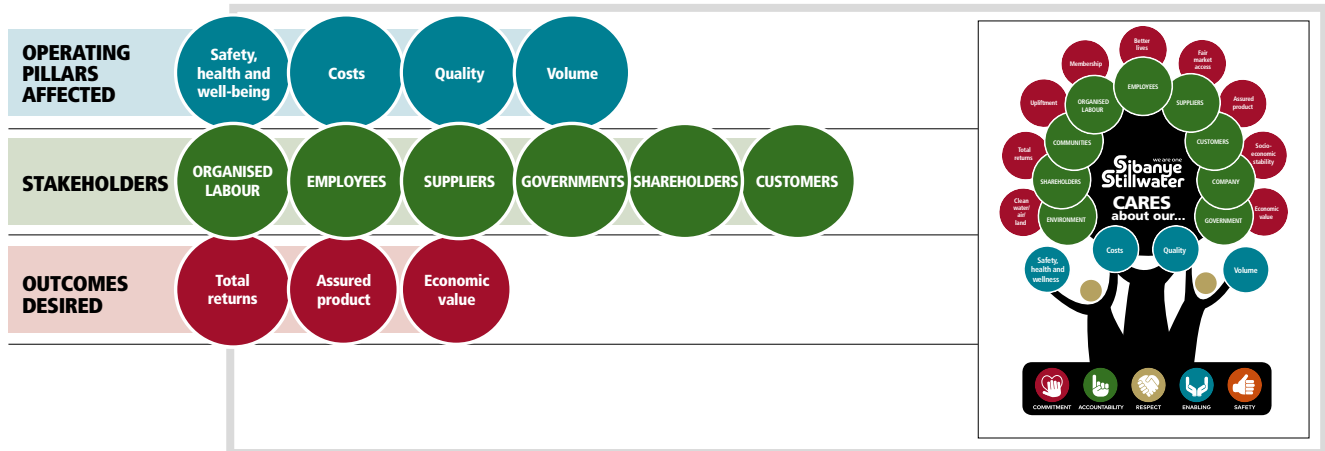 OPERATING
PILLARS
AFFECTED
Safety,
health and
well-being
Costs
Quality
Volume
STAKEHOLDERS
ORGANISED
LABOUR
EMPLOYEES
SUPPLIERS
GOVERNMENTS
SHAREHOLDERS
CUSTOMERS
OUTCOMES
DESIRED
Total
returns
Assured
product
Economic
value
Better
lives
Membership
Fair
market
access
EMPLOYEES
Upliftment
ORGANISED
LABOUR
SUPPLIERS
Assured
product
Total
returns
COMMUNITIES
CUSTOMERS
Socio-
economic
stability
we are one
Sibanye
Stillwater
CARES
about our...
SHAREHOLDERS
COMPANY
Clean
water/
air/
land
ENVIRONMENT
GOVERNMENT
Economic
value
Safety,
health and
wellness
Costs
Quality
Volume
COMMITMENT
ACCOUNTABILITY
RESPECT
ENABLING
SAFETY